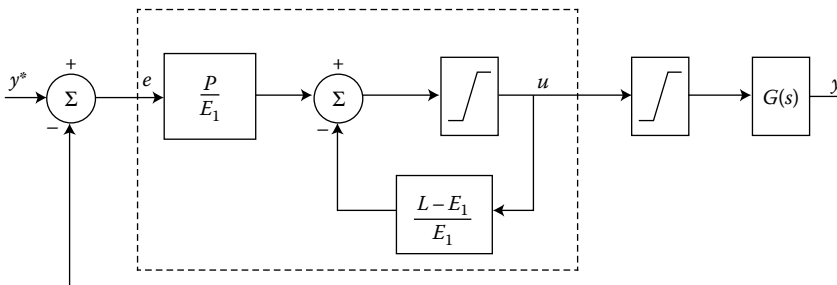 y*
+
Σ
−
e
P
E₁
+
Σ
−
u
L − E₁
E₁
G(s)
y